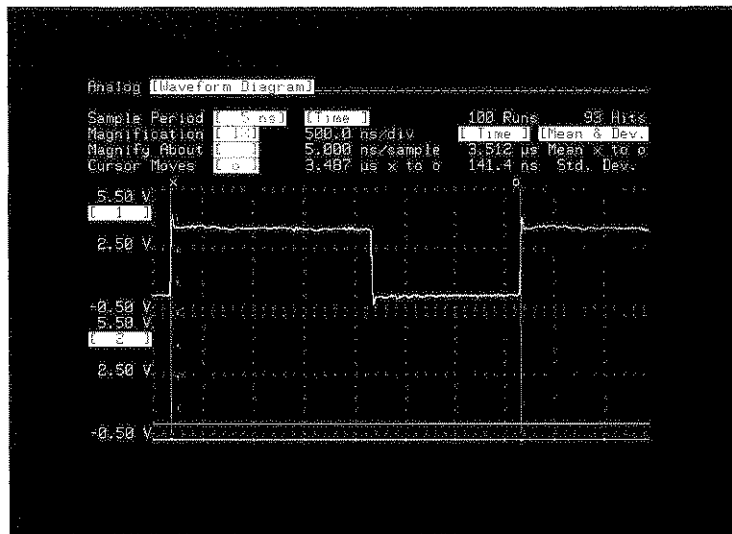 Analog [Waveform Diagram]
Sample Period [ 5 ns] [Time ] 100 Runs 93 Hits
Magnification [ 1X] 500.0 ns/div [ Time ] [Mean & Dev.
Magnify About [ ] 5.000 ns/sample 3.512 µs Mean x to o
Cursor Moves [ o ] 3.487 µs x to o 141.4 ns Std. Dev.
x o
5.50 V
[ 1 ]
2.50 V
-0.50 V
5.50 V
[ 2 ]
2.50 V
-0.50 V